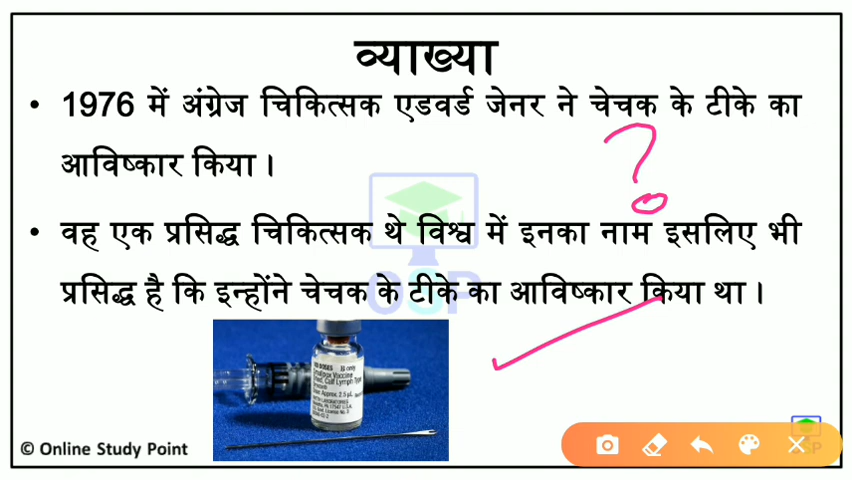 व्याख्या
• 1976 में अंग्रेज चिकित्सक एडवर्ड जेनर ने चेचक के टीके का
आविष्कार किया।
?
• वह एक प्रसिद्ध चिकित्सक थे विश्व में इनका नाम इसलिए भी
प्रसिद्ध है कि इन्होंने चेचक के टीके का आविष्कार किया था।
OSP
© Online Study Point